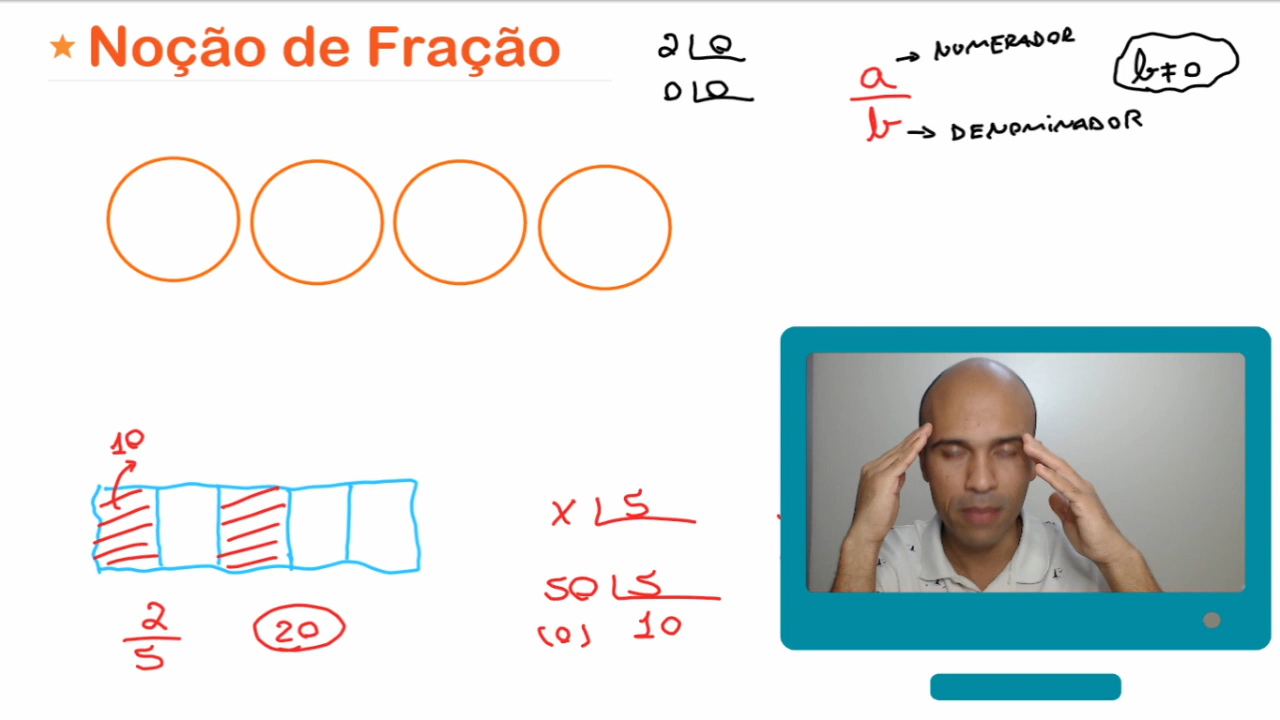 Noção de Fração
2 0
0 0
a → NUMERADOR
b → DENOMINADOR
b ≠ 0
10
2
5
20
x 5
50 5
(0) 10